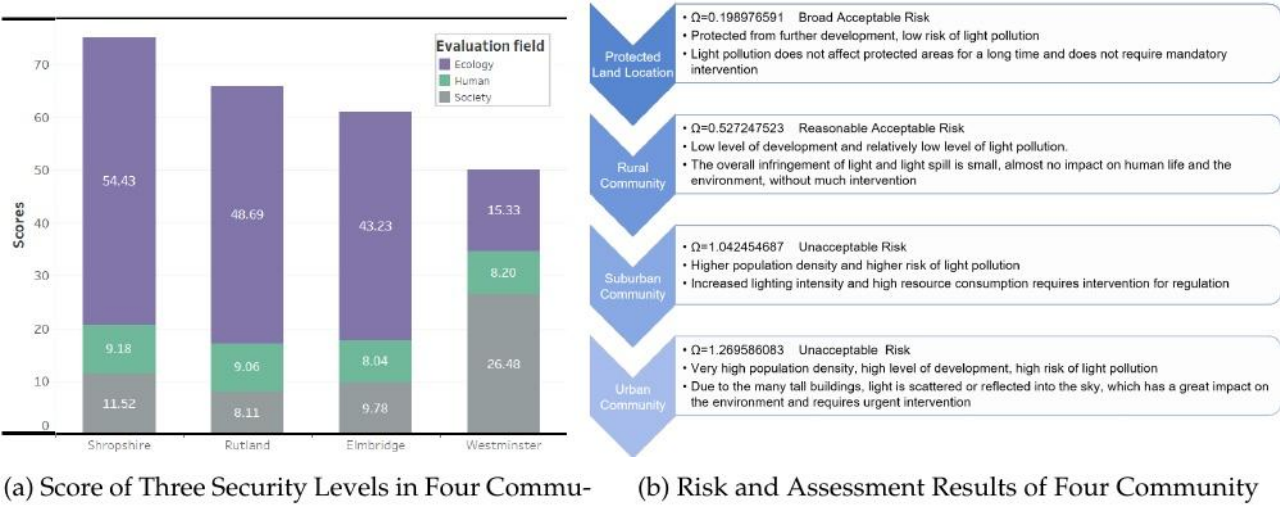 Evaluation field
Ecology
Human
Society
Scores
70
60
50
40
30
20
10
0
54.43
9.18
11.52
48.69
9.06
8.11
43.23
8.04
9.78
15.33
8.20
26.48
Shropshire
Rutland
Elmbridge
Westminster
(a) Score of Three Security Levels in Four Commu-
Protected
Land Location
• Ω=0.198976591 Broad Acceptable Risk
• Protected from further development, low risk of light pollution
• Light pollution does not affect protected areas for a long time and does not require mandatory
intervention
Rural
Community
• Ω=0.527247523 Reasonable Acceptable Risk
• Low level of development and relatively low level of light pollution.
• The overall infringement of light and light spill is small, almost no impact on human life and the
environment, without much intervention
Suburban
Community
• Ω=1.042454687 Unacceptable Risk
• Higher population density and higher risk of light pollution
• Increased lighting intensity and high resource consumption requires intervention for regulation
Urban
Community
• Ω=1.269586083 Unacceptable Risk
• Very high population density, high level of development, high risk of light pollution
• Due to the many tall buildings, light is scattered or reflected into the sky, which has a great impact on
the environment and requires urgent intervention
(b) Risk and Assessment Results of Four Community